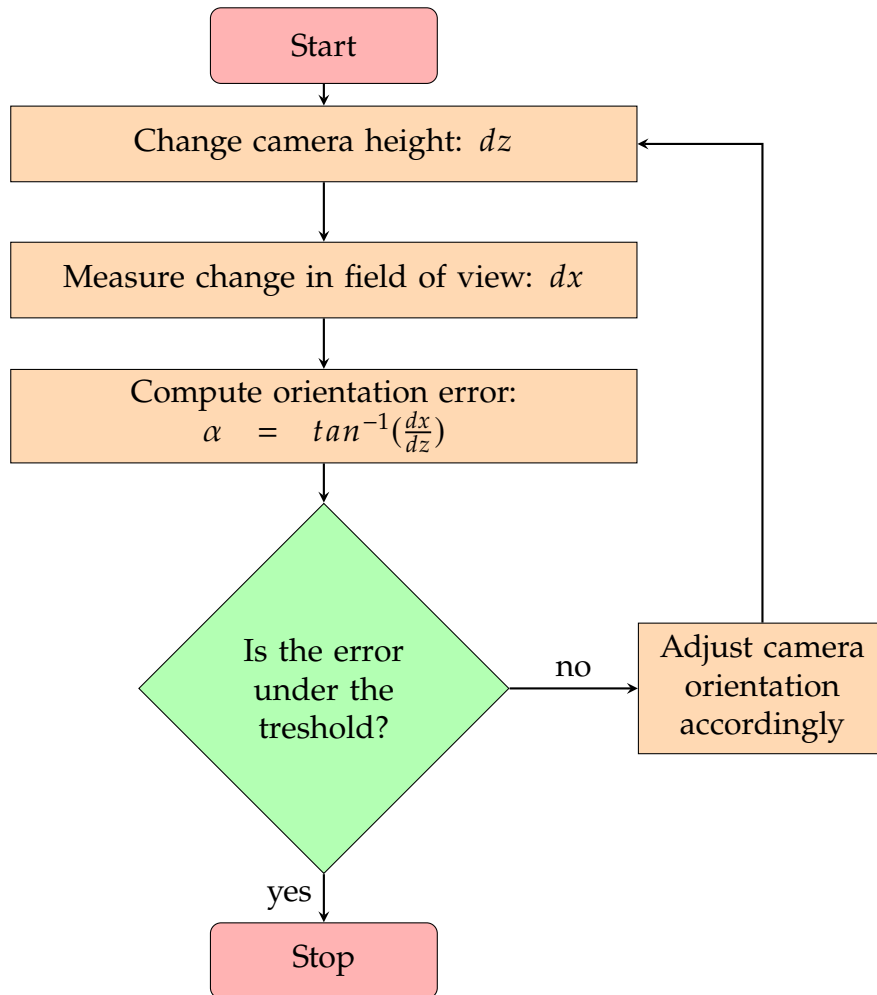 Start
Change camera height: dz
Measure change in field of view: dx
Compute orientation error:
α = tan⁻¹(dx/dz)
Is the error
under the
treshold?
no
Adjust camera
orientation
accordingly
yes
Stop